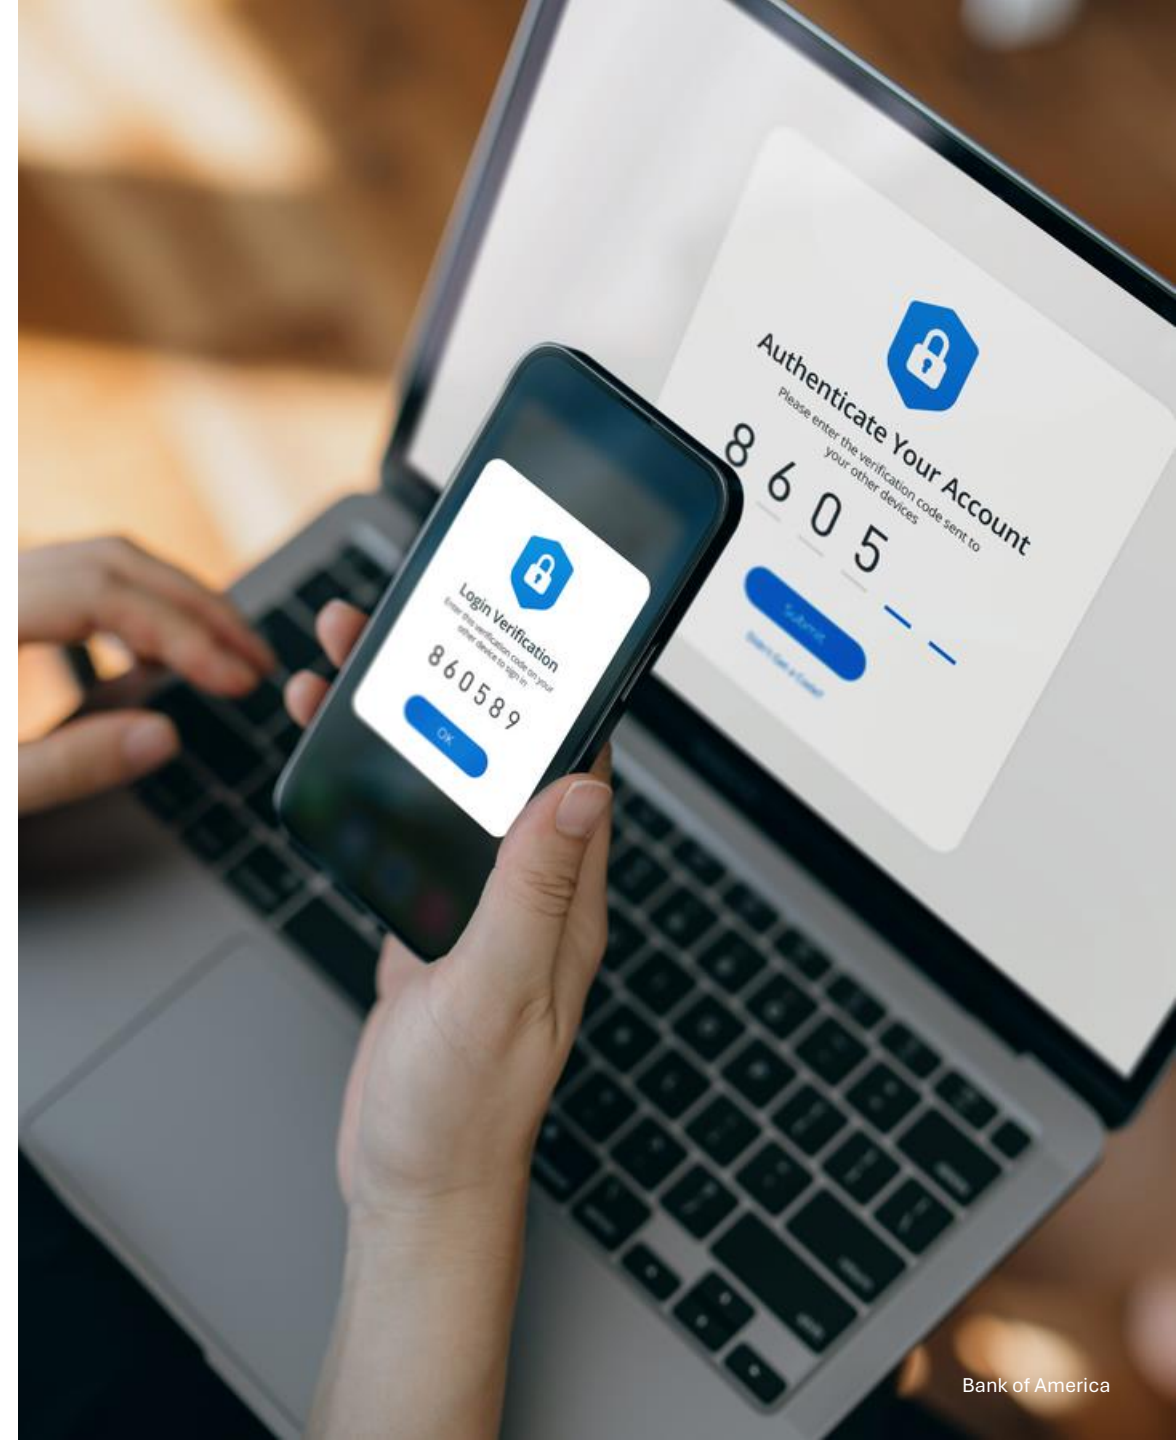 Authenticate Your Account
Please enter the verification code sent to
your other devices
8 6 0 5
Submit
Login Verification
Enter this verification code on your
other device to sign in
860589
OK
Bank of America